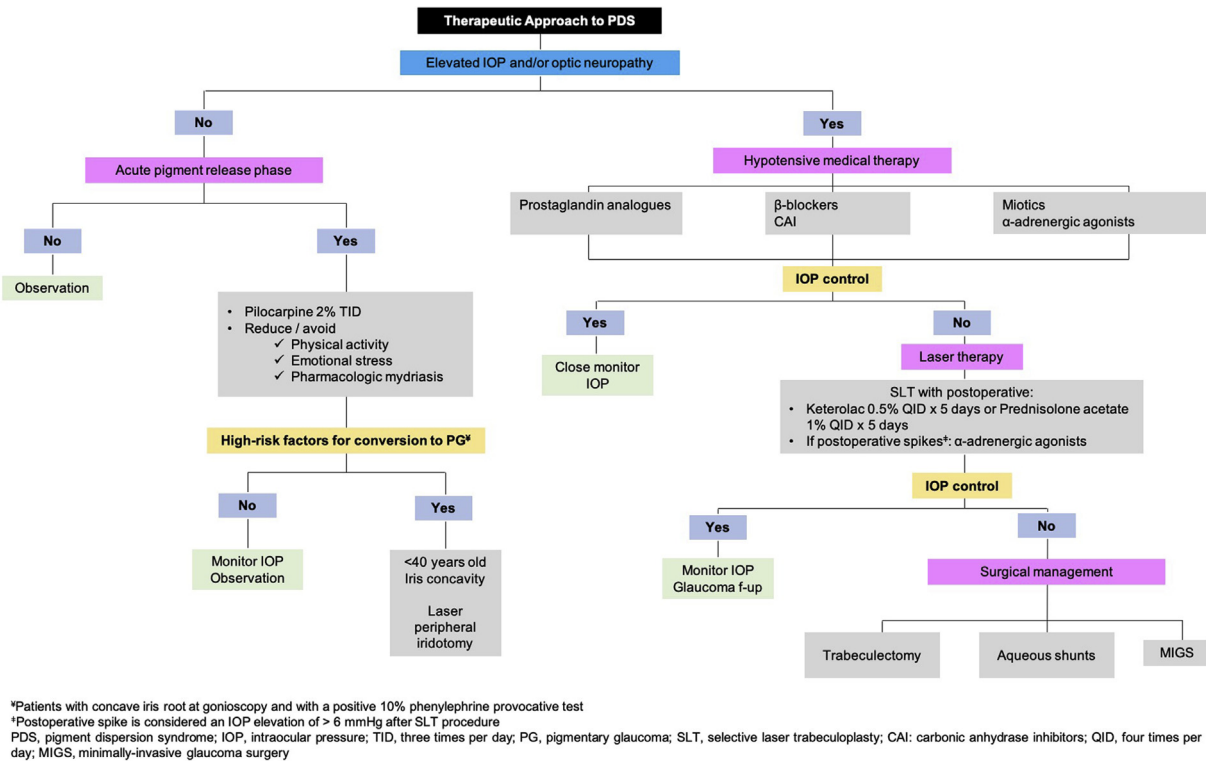 Therapeutic Approach to PDS
Elevated IOP and/or optic neuropathy
No
Yes
Acute pigment release phase
Hypotensive medical therapy
No
Yes
Prostaglandin analogues
β-blockers
CAI
Miotics
α-adrenergic agonists
Observation
• Pilocarpine 2% TID
• Reduce / avoid
✓ Physical activity
✓ Emotional stress
✓ Pharmacologic mydriasis
IOP control
Yes
No
Close monitor
IOP
Laser therapy
SLT with postoperative:
• Keterolac 0.5% QID x 5 days or Prednisolone acetate
1% QID x 5 days
• If postoperative spikes‡: α-adrenergic agonists
High-risk factors for conversion to PG¥
No
Yes
Monitor IOP
Observation
<40 years old
Iris concavity
Laser
peripheral
iridotomy
IOP control
Yes
No
Monitor IOP
Glaucoma f-up
Surgical management
Trabeculectomy
Aqueous shunts
MIGS
¥Patients with concave iris root at gonioscopy and with a positive 10% phenylephrine provocative test
‡Postoperative spike is considered an IOP elevation of > 6 mmHg after SLT procedure
PDS, pigment dispersion syndrome; IOP, intraocular pressure; TID, three times per day; PG, pigmentary glaucoma; SLT, selective laser trabeculoplasty; CAI: carbonic anhydrase inhibitors; QID, four times per
day; MIGS, minimally-invasive glaucoma surgery